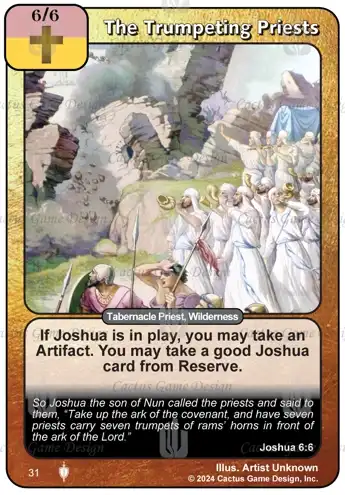 6/6
The Trumpeting Priests
Tabernacle Priest, Wilderness
If Joshua is in play, you may take an
Artifact. You may take a good Joshua
card from Reserve.
Cactus Game Design
So Joshua the son of Nun called the priests and said to
them, “Take up the ark of the covenant, and have seven
priests carry seven trumpets of rams’ horns in front of
the ark of the Lord.”
Joshua 6:6
31
Illus. Artist Unknown
© 2024 Cactus Game Design, Inc.